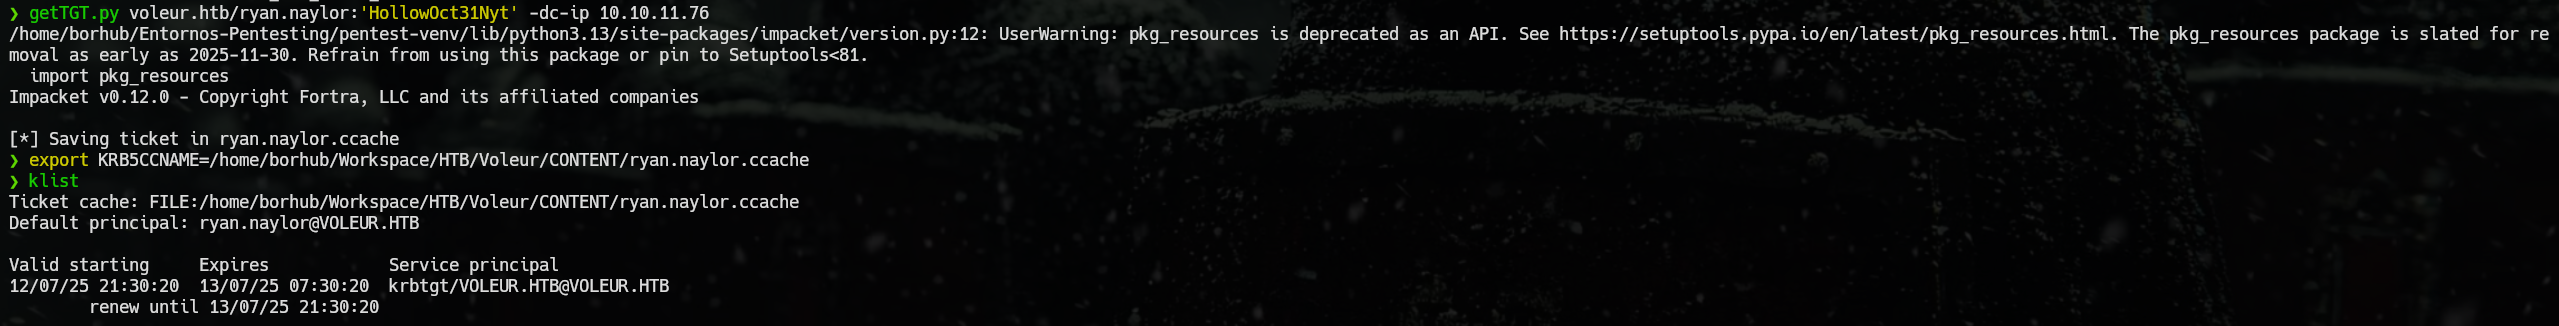 ❯ getTGT.py voleur.htb/ryan.naylor:'HollowOct31Nyt' -dc-ip 10.10.11.76
/home/borhub/Entornos-Pentesting/pentest-venv/lib/python3.13/site-packages/impacket/version.py:12: UserWarning: pkg_resources is deprecated as an API. See https://setuptools.pypa.io/en/latest/pkg_resources.html. The pkg_resources package is slated for re
moval as early as 2025-11-30. Refrain from using this package or pin to Setuptools<81.
  import pkg_resources
Impacket v0.12.0 - Copyright Fortra, LLC and its affiliated companies

[*] Saving ticket in ryan.naylor.ccache
❯ export KRB5CCNAME=/home/borhub/Workspace/HTB/Voleur/CONTENT/ryan.naylor.ccache
❯ klist
Ticket cache: FILE:/home/borhub/Workspace/HTB/Voleur/CONTENT/ryan.naylor.ccache
Default principal: ryan.naylor@VOLEUR.HTB

Valid starting     Expires            Service principal
12/07/25 21:30:20  13/07/25 07:30:20  krbtgt/VOLEUR.HTB@VOLEUR.HTB
        renew until 13/07/25 21:30:20